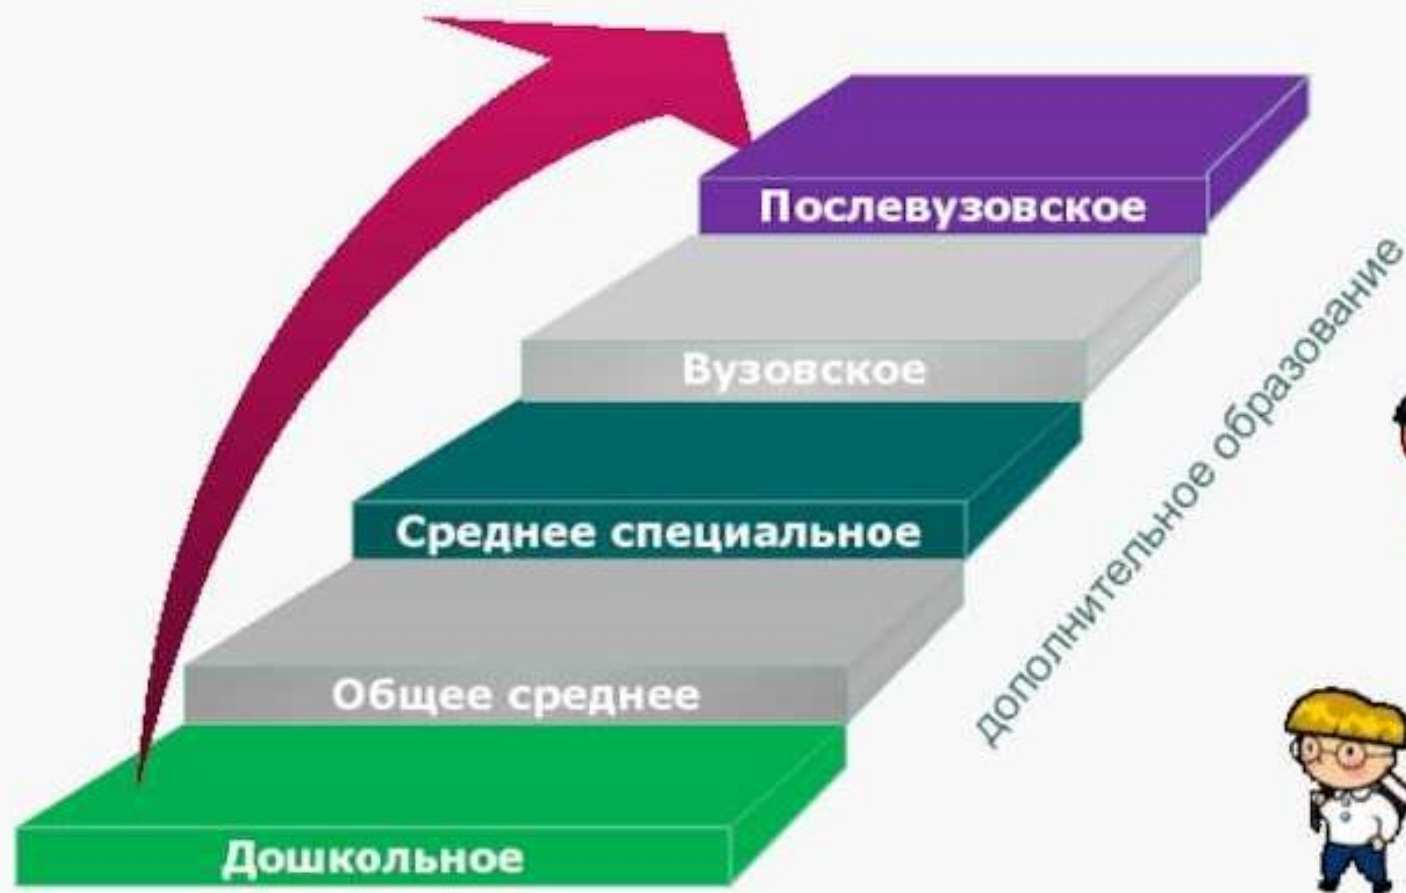 Послевузовское
Вузовское
Среднее специальное
Общее среднее
Дошкольное
дополнительное образование